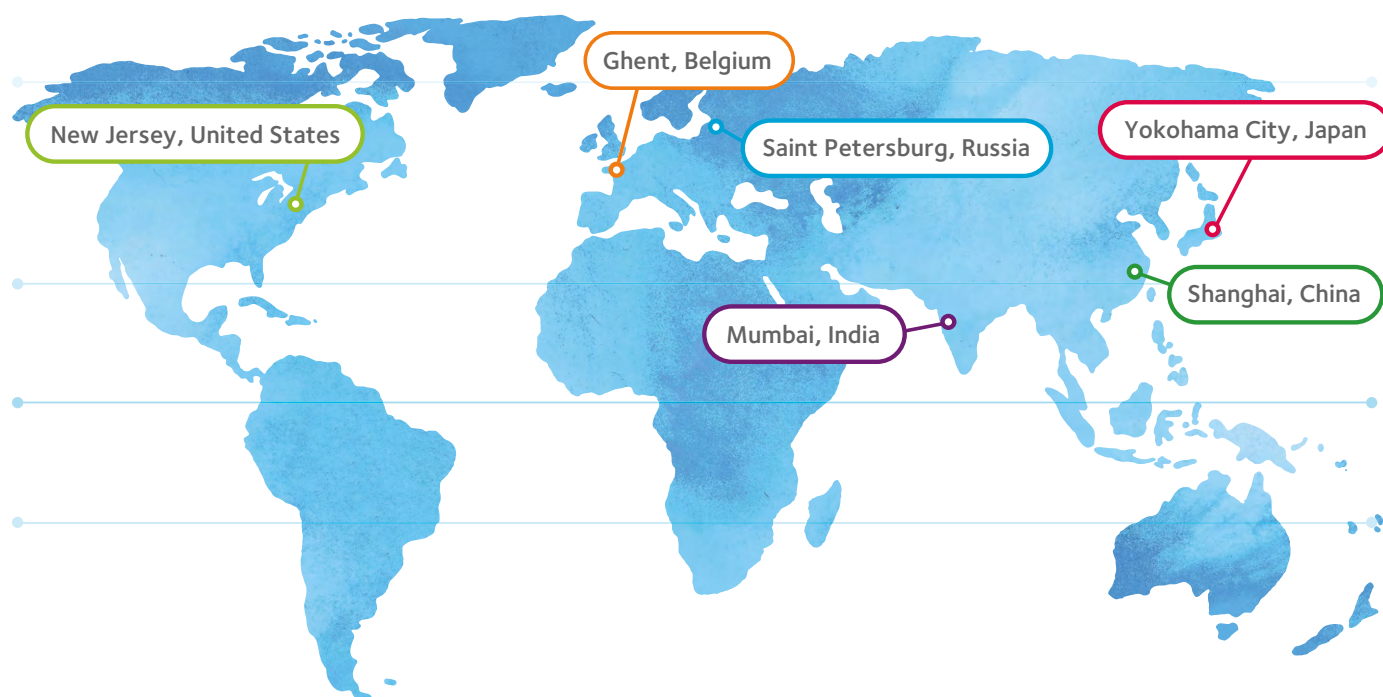 Ghent, Belgium
New Jersey, United States
Saint Petersburg, Russia
Yokohama City, Japan
Shanghai, China
Mumbai, India